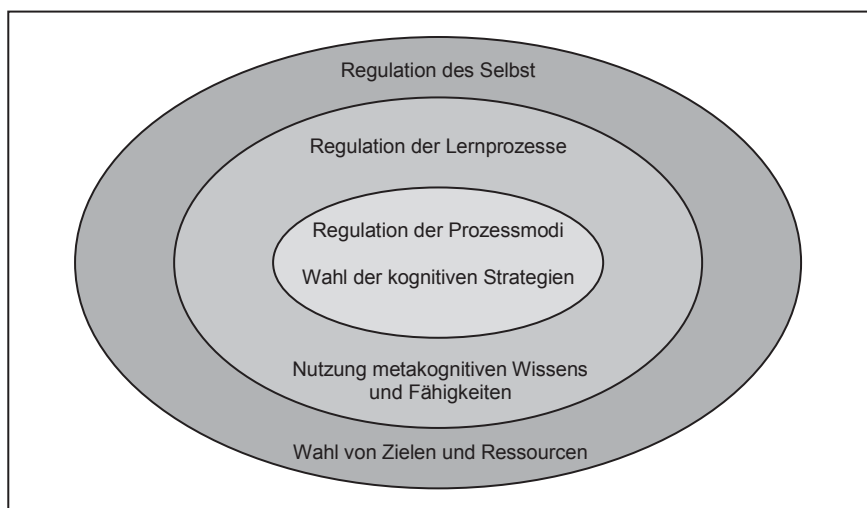 Regulation des Selbst
Regulation der Lernprozesse
Regulation der Prozessmodi
Wahl der kognitiven Strategien
Nutzung metakognitiven Wissens
und Fähigkeiten
Wahl von Zielen und Ressourcen